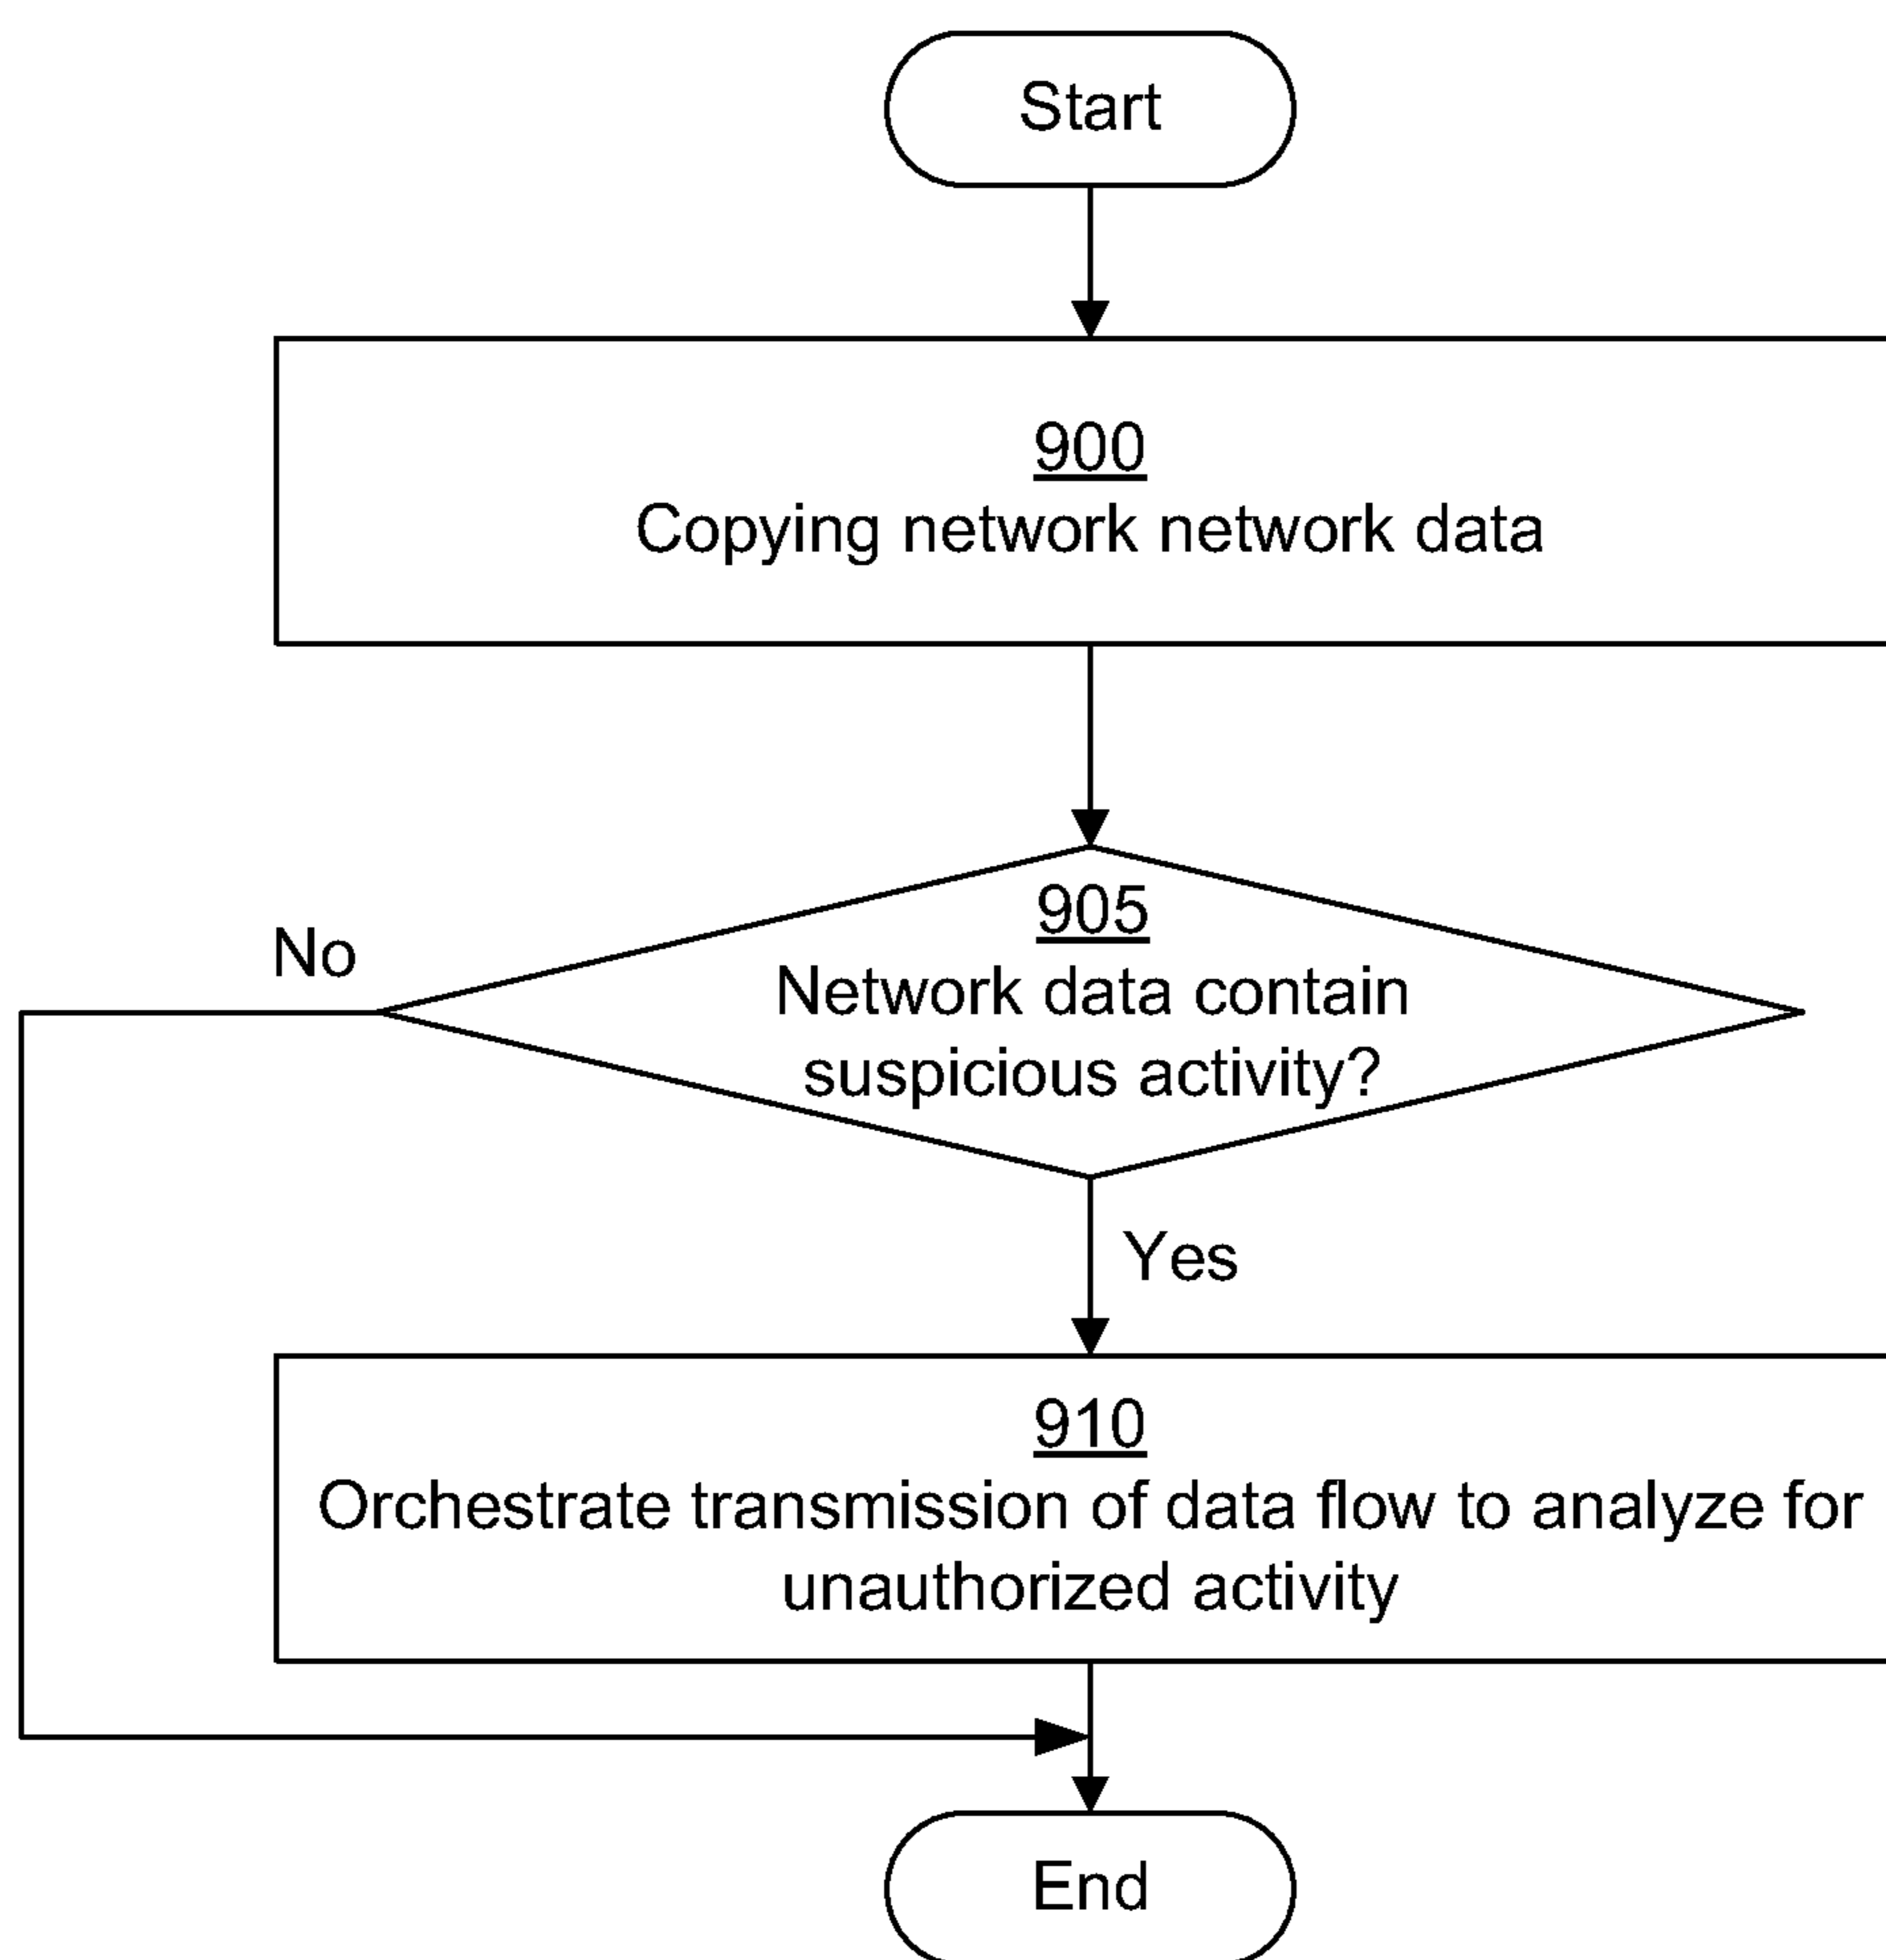 Start
900
Copying network network data
905
Network data contain
suspicious activity?
No
Yes
910
Orchestrate transmission of data flow to analyze for
unauthorized activity
End